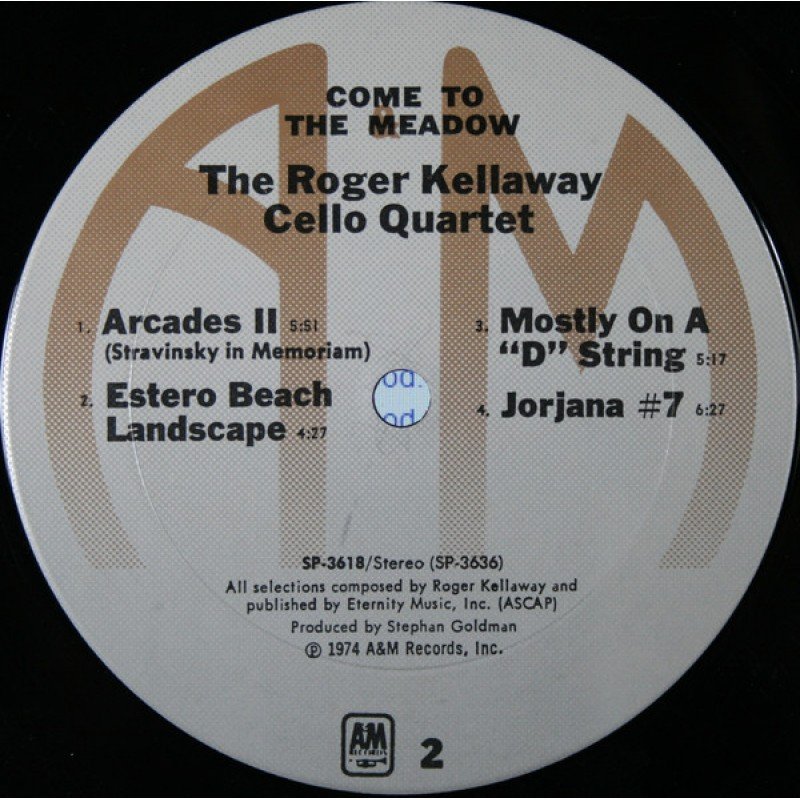 COME TO
THE MEADOW
A&M
The Roger Kellaway
Cello Quartet
1. Arcades II 5:51
(Stravinsky in Memoriam)
2. Estero Beach
Landscape 4:27
3. Mostly On A
“D” String 5:17
4. Jorjana #7 6:27
od.
od
SP-3618/Stereo (SP-3636)
All selections composed by Roger Kellaway and
published by Eternity Music, Inc. (ASCAP)
Produced by Stephan Goldman
℗ 1974 A&M Records, Inc.
A&M
RECORDS
2